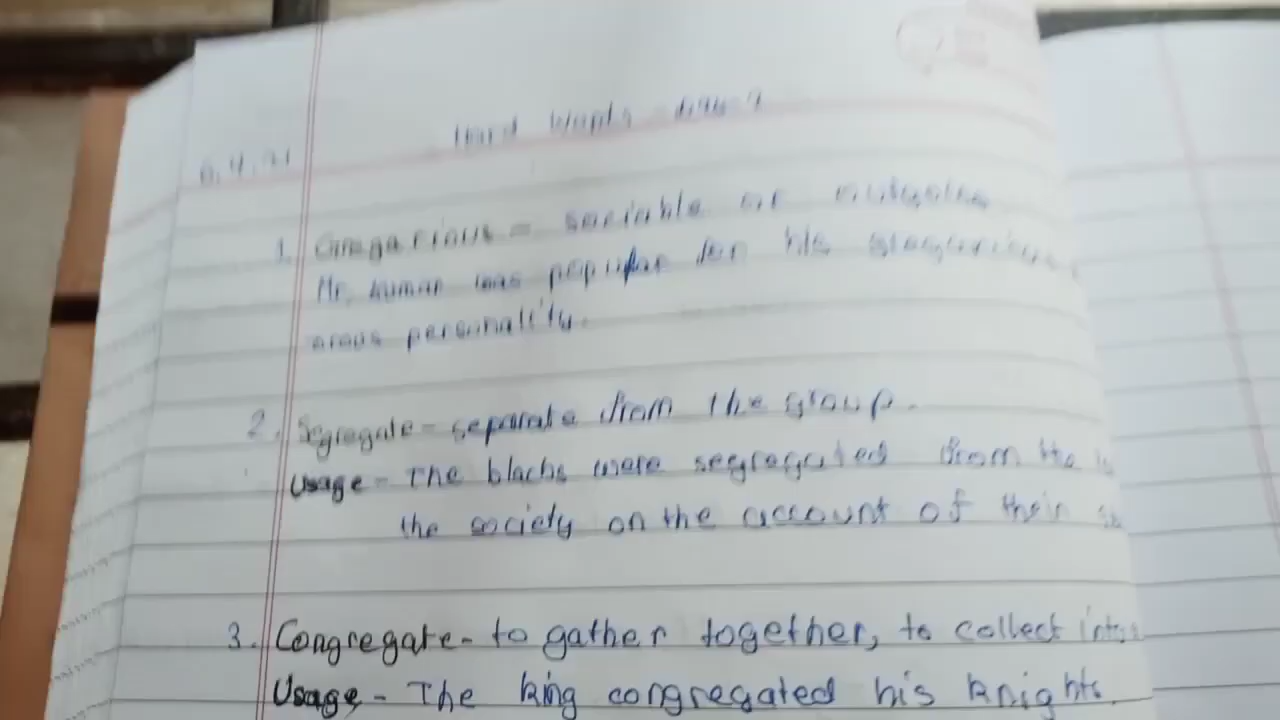 Hard Words
1. Gregarious = sociable or outgoing
Mr. Kumar was popular for his
personality.
2. Segregate - separate from the group.
Usage - The blacks were segregated from the
the society on the account of their
3. Congregate - to gather together, to collect into
Usage - The king congregated his knights.